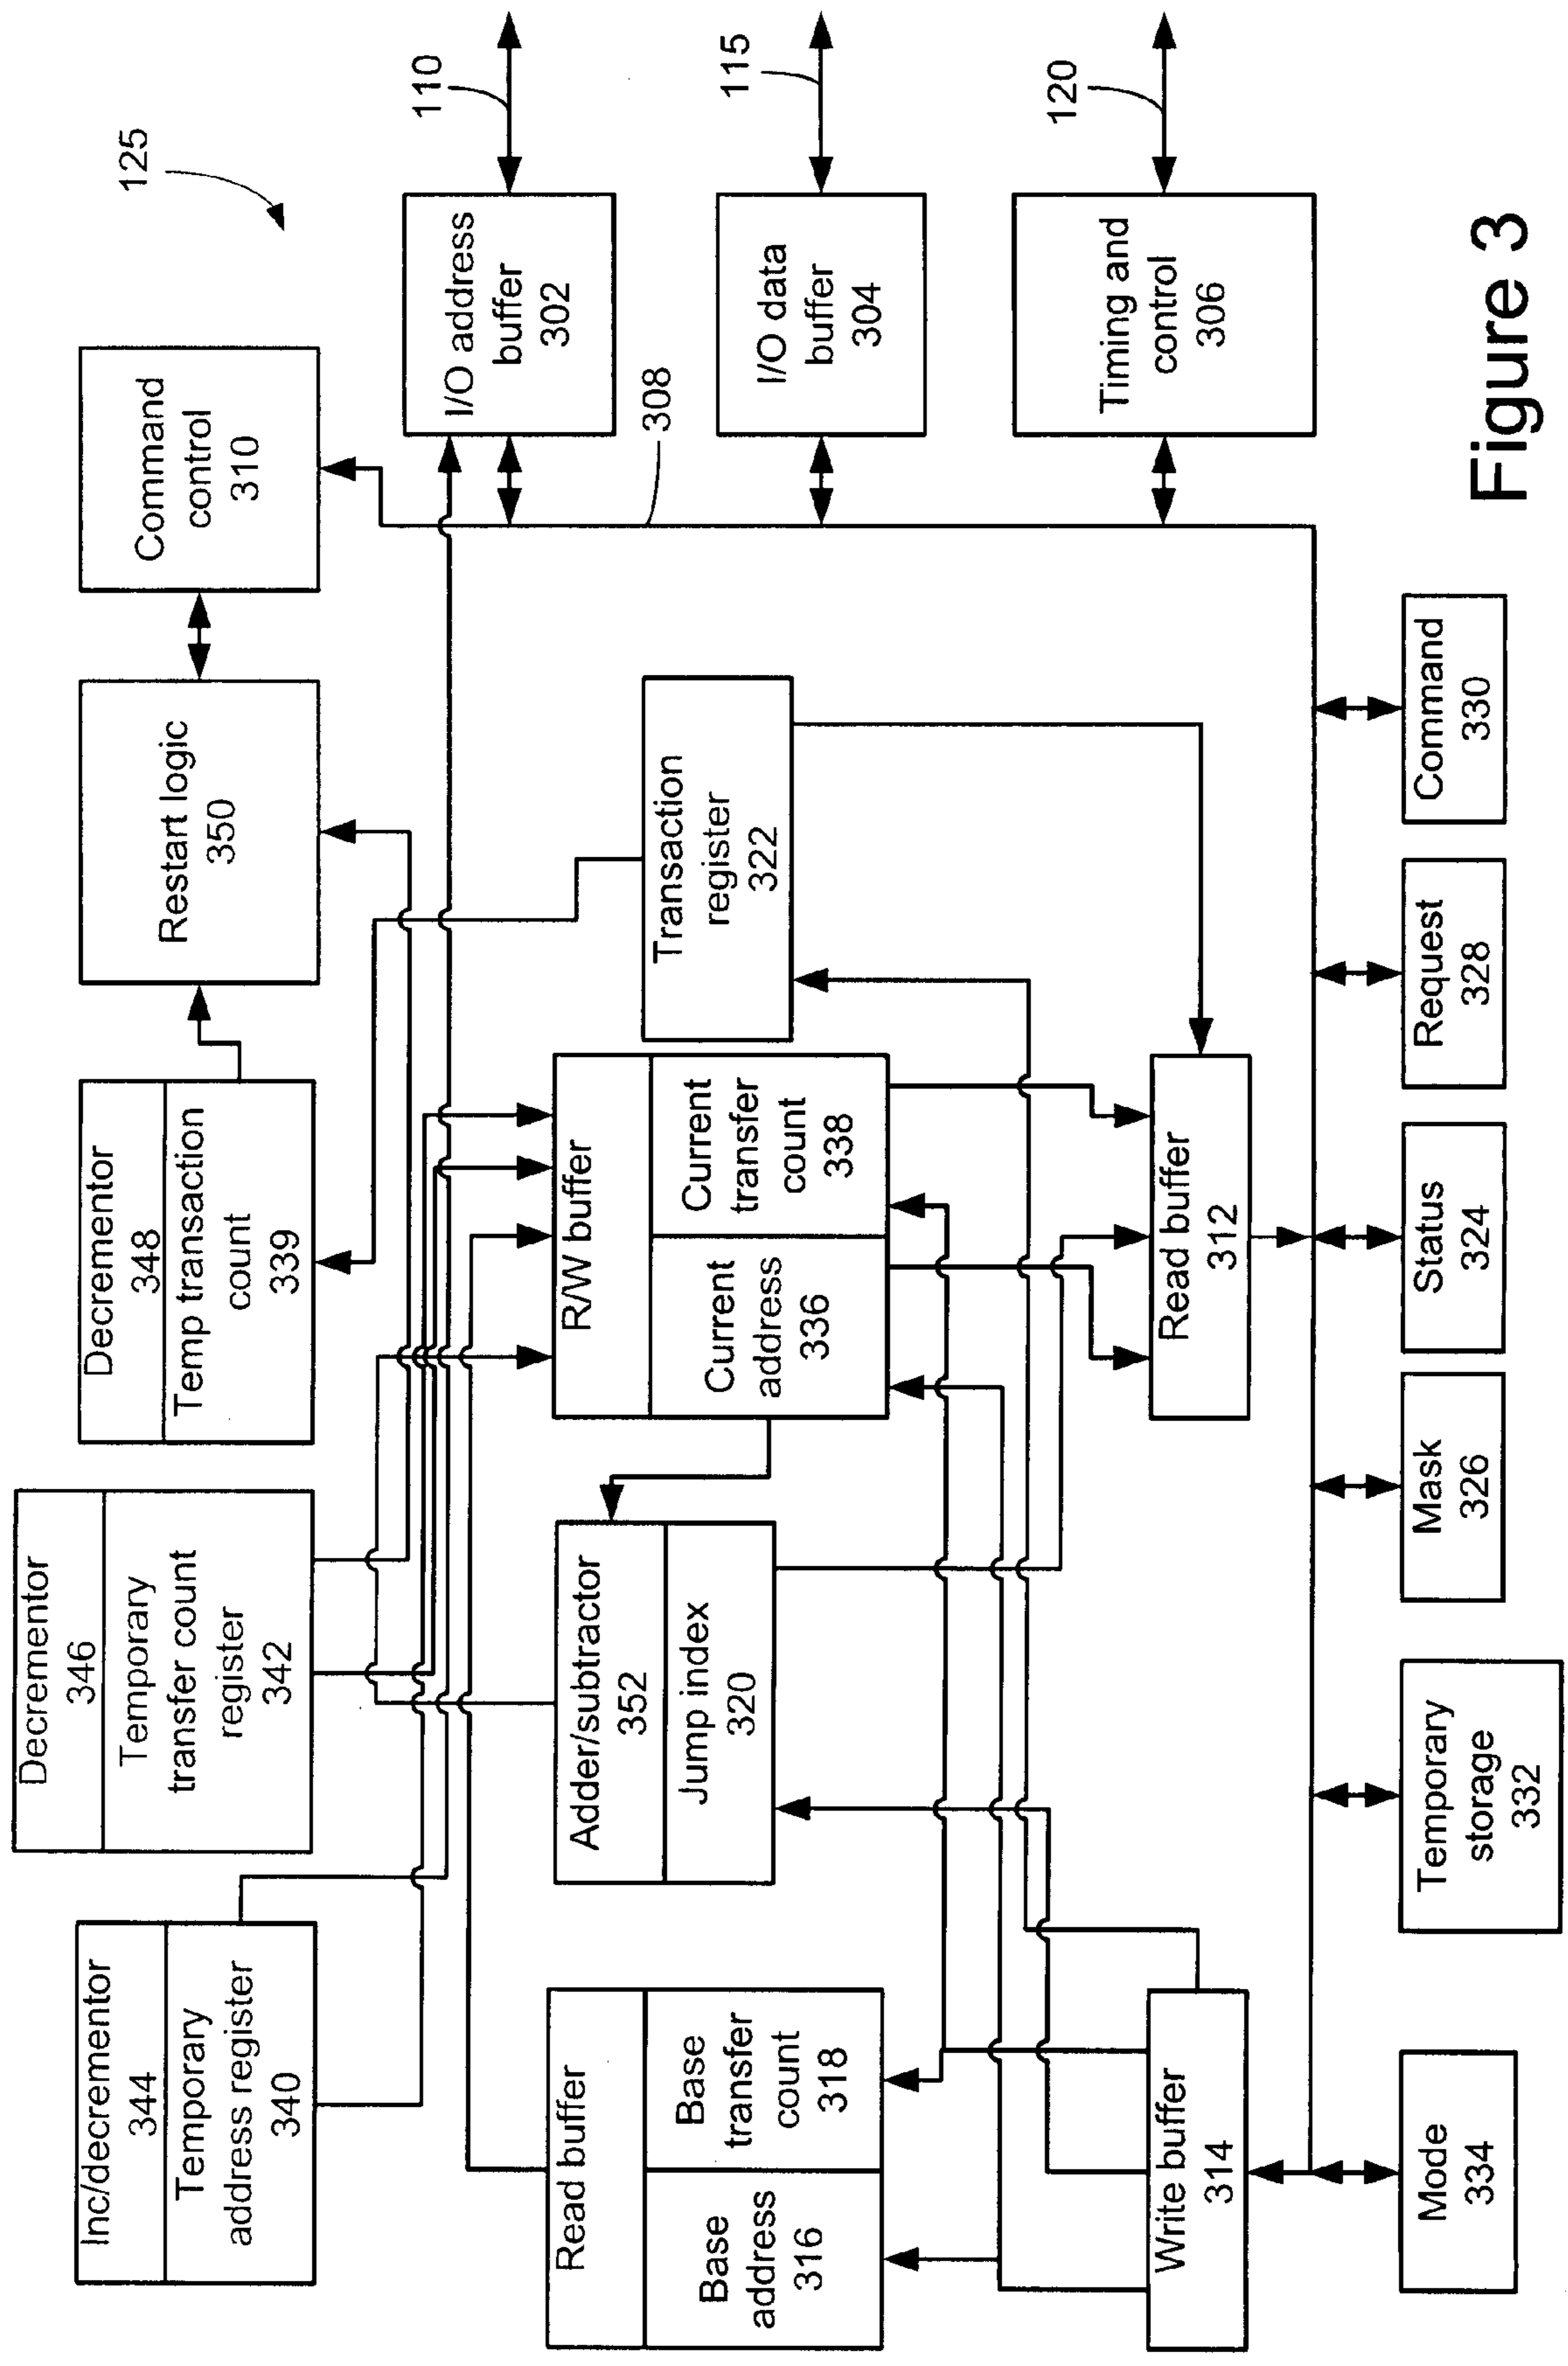 125
Inc/decrementor
344
Temporary
address register
340
Decrementor
346
Temporary
transfer count
register
342
Decrementor
348
Temp transaction
count
339
Restart logic
350
Command
control
310
I/O address
buffer
302
110
I/O data
buffer
304
115
Timing and
control
306
120
308
Read buffer
Base
address
316
Base
transfer
count
318
Adder/subtractor
352
Jump index
320
R/W buffer
Current
address
336
Current
transfer
count
338
Transaction
register
322
Write buffer
314
Read buffer
312
Mode
334
Temporary
storage
332
Mask
326
Status
324
Request
328
Command
330
Figure 3